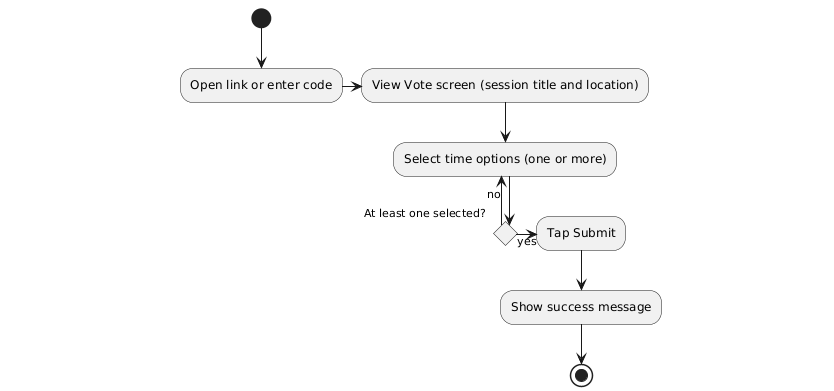 Open link or enter code
View Vote screen (session title and location)
Select time options (one or more)
no
At least one selected?
yes
Tap Submit
Show success message